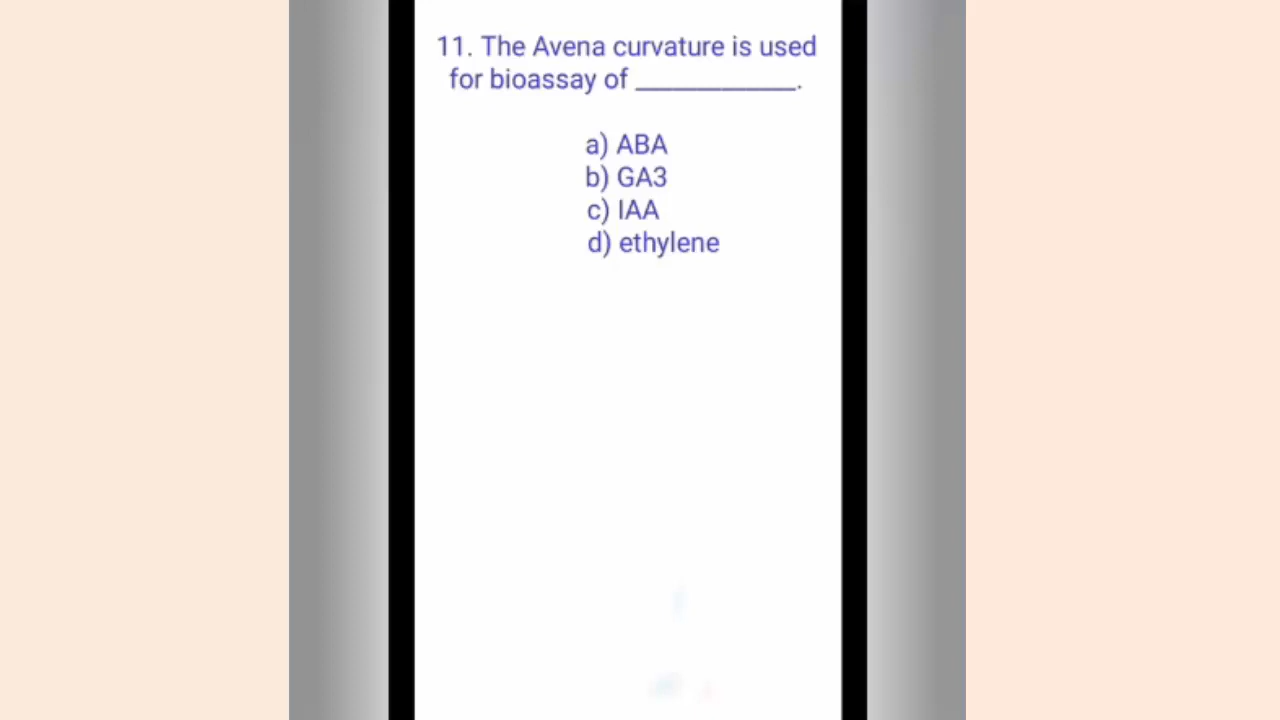 11. The Avena curvature is used
for bioassay of ____________.
a) ABA
b) GA3
c) IAA
d) ethylene